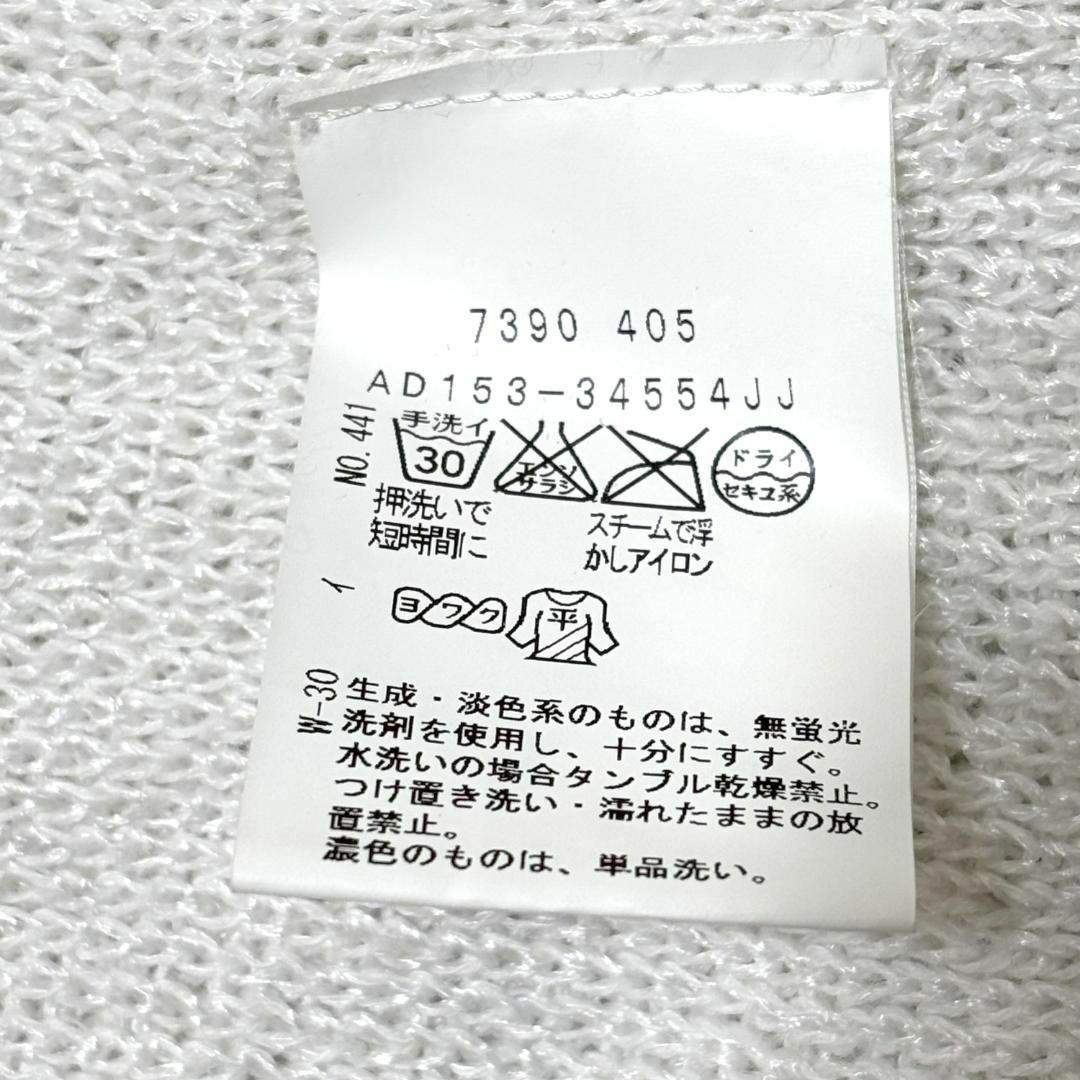 7390 405
AD153-34554JJ
NO. 441
手洗イ
30
エンソ
サラシ
ドライ
セキユ系
押洗いで
短時間に
スチームで浮
かしアイロン
イ
ヨワク
平
W-30
生成・淡色系のものは、無蛍光
洗剤を使用し、十分にすすぐ。
水洗いの場合タンブル乾燥禁止。
つけ置き洗い・濡れたままの放
置禁止。
濃色のものは、単品洗い。